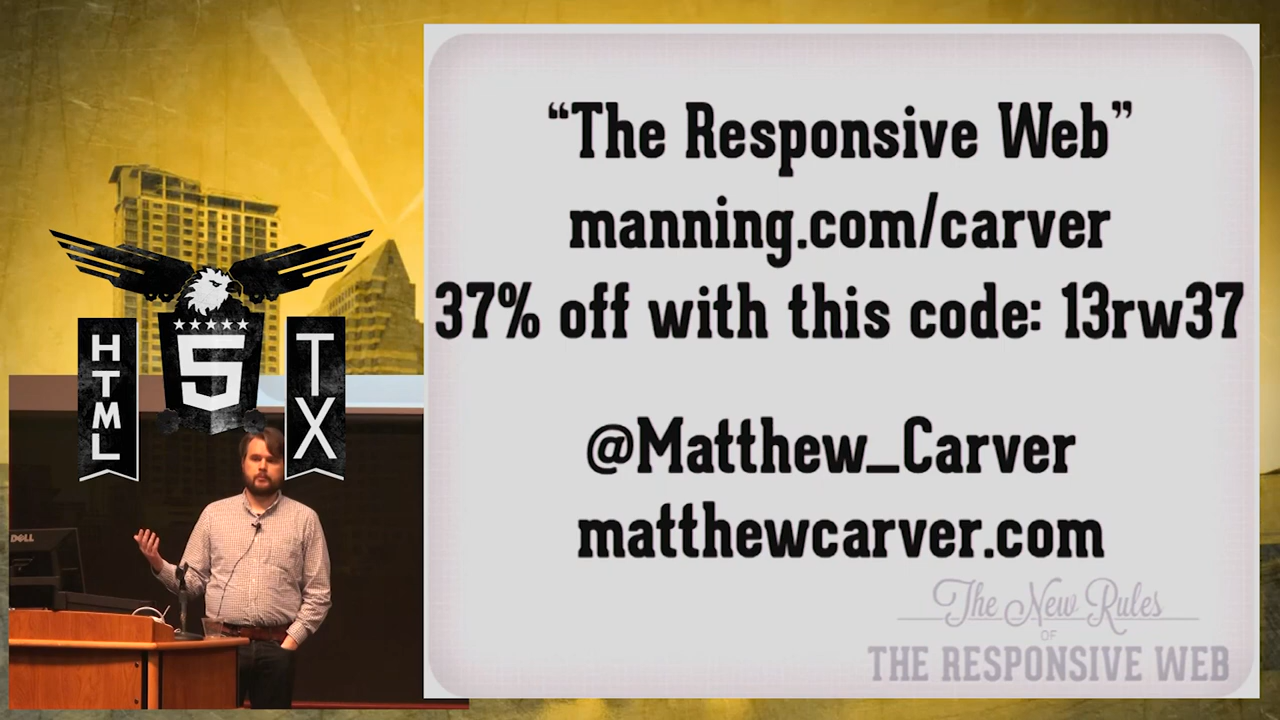 HTML
5
TX
DELL
“The Responsive Web”
manning.com/carver
37% off with this code: 13rw37
@Matthew_Carver
matthewcarver.com
The New Rules
OF
THE RESPONSIVE WEB